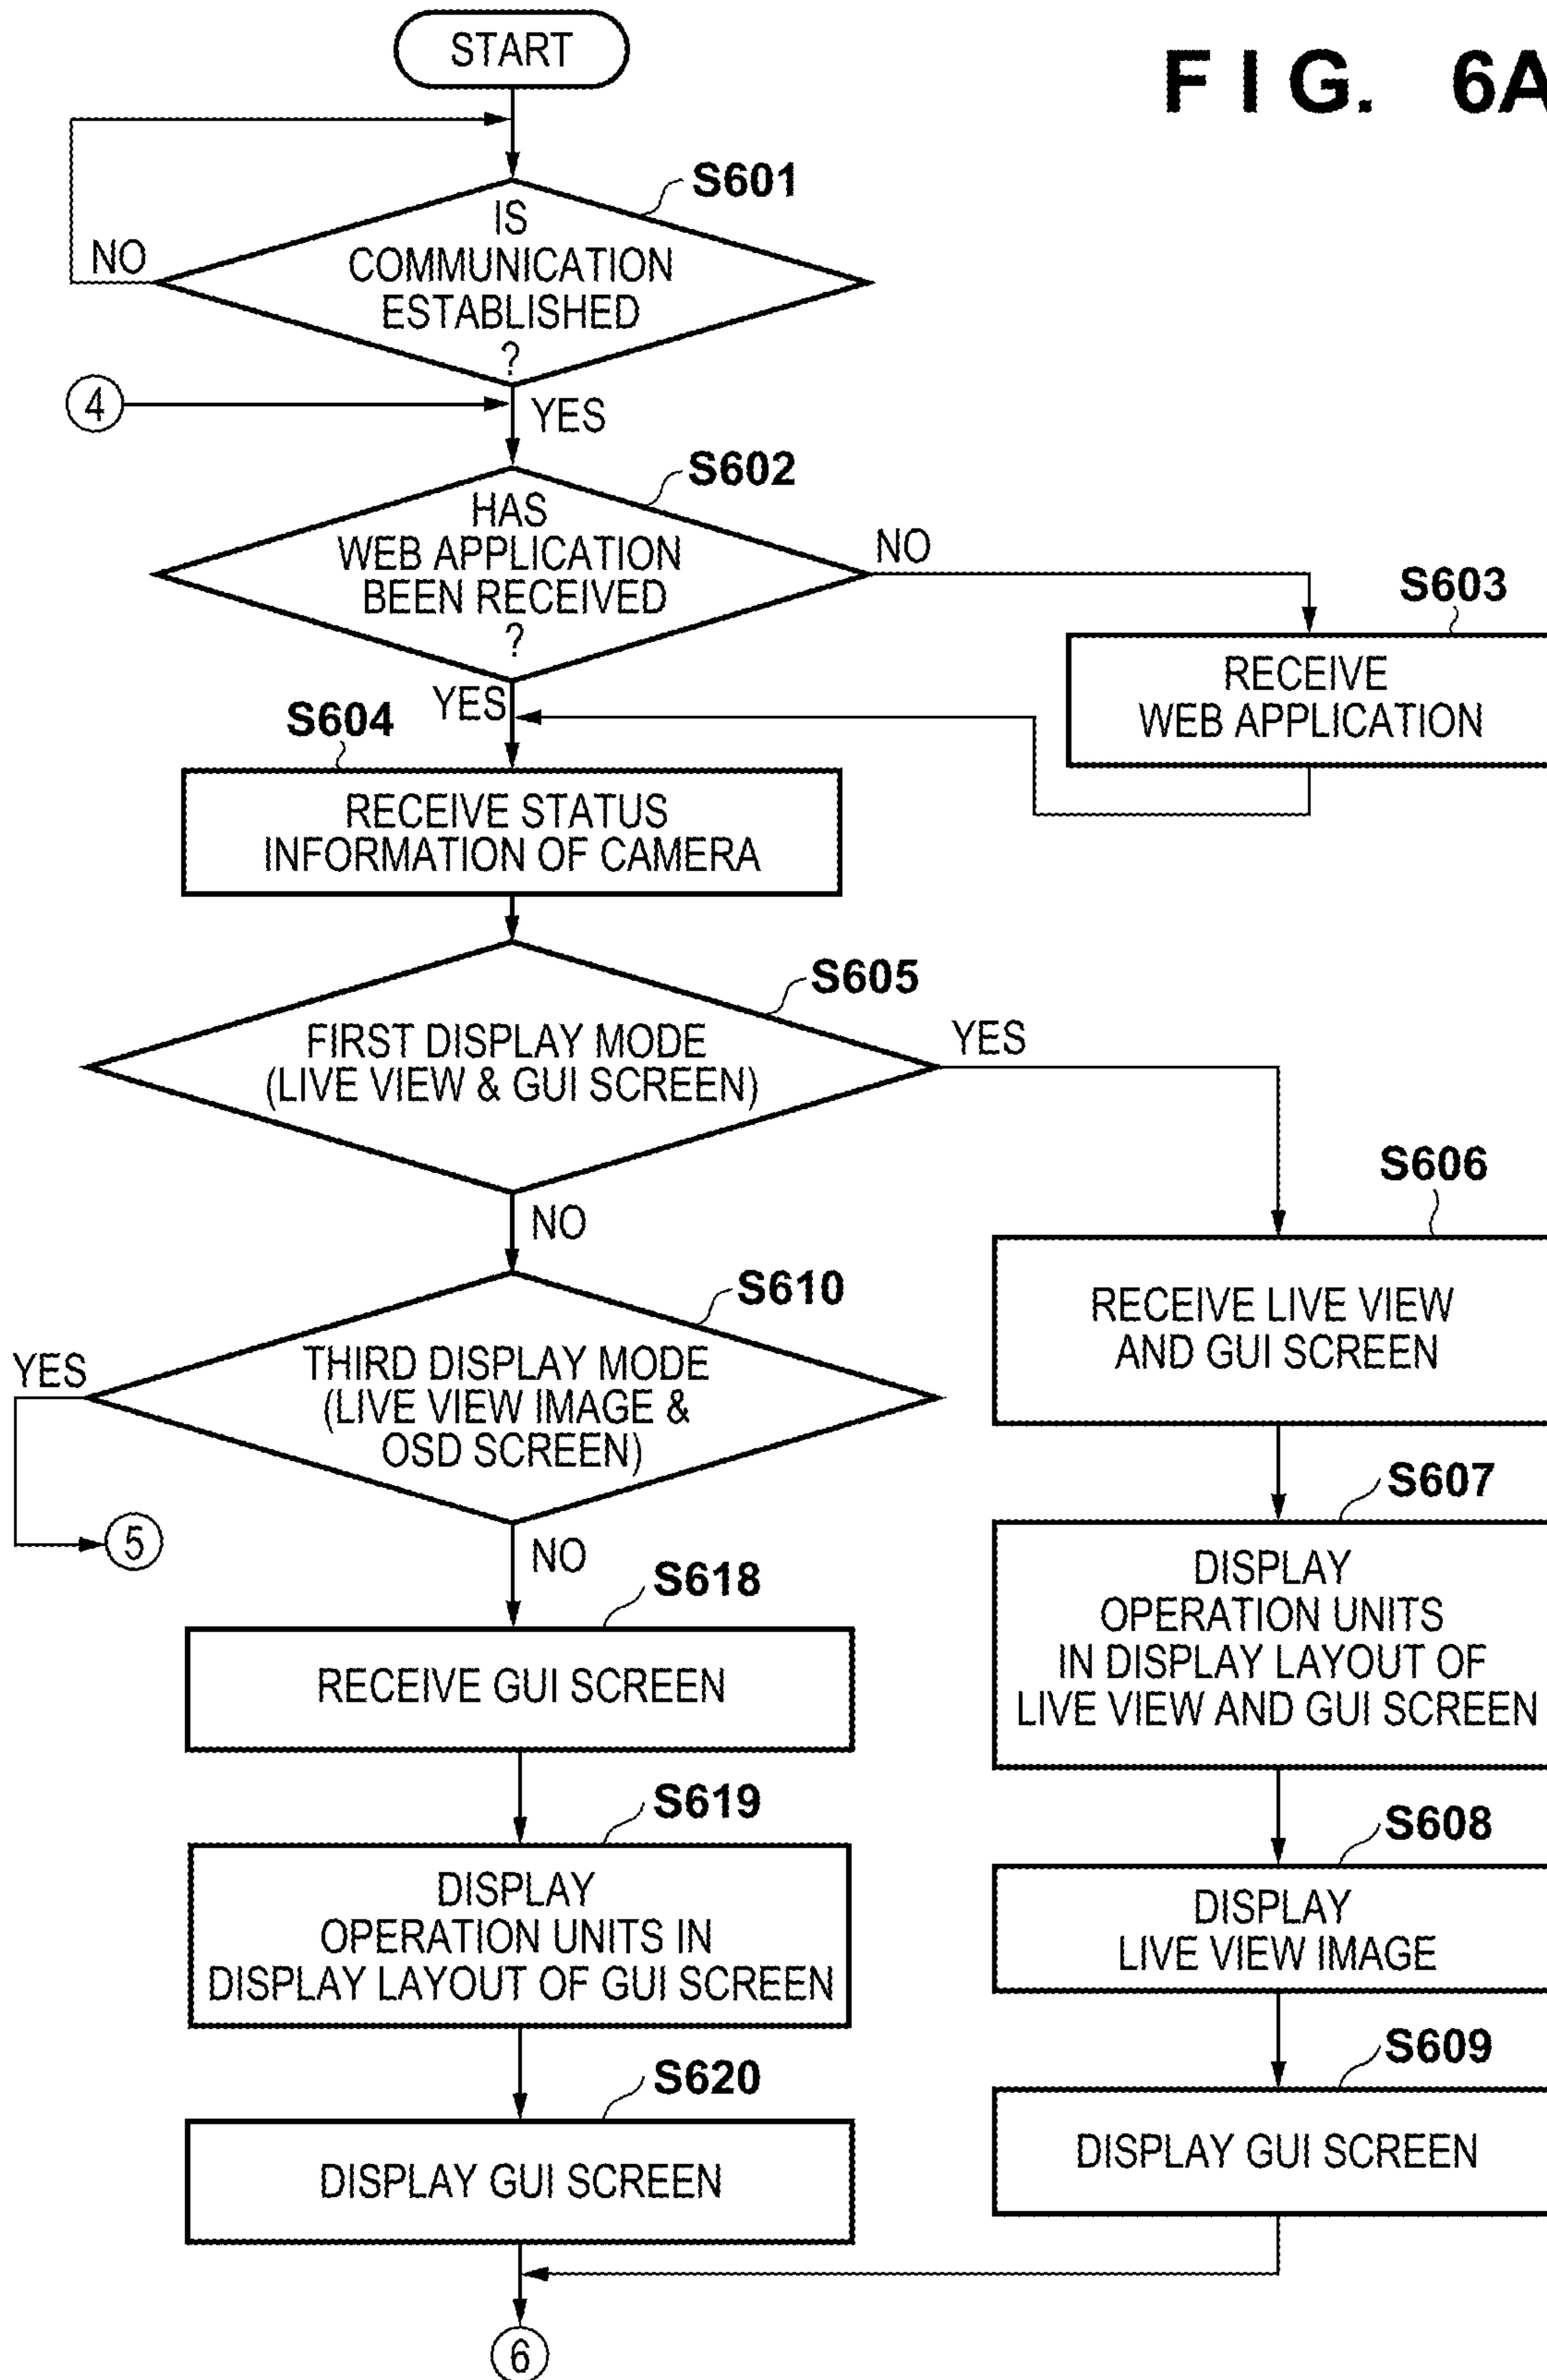 FIG. 6A
START
S601
IS
COMMUNICATION
ESTABLISHED
?
NO
4
YES
S602
HAS
WEB APPLICATION
BEEN RECEIVED
?
NO
S603
RECEIVE
WEB APPLICATION
YES
S604
RECEIVE STATUS
INFORMATION OF CAMERA
S605
FIRST DISPLAY MODE
(LIVE VIEW & GUI SCREEN)
YES
NO
S606
RECEIVE LIVE VIEW
AND GUI SCREEN
S610
THIRD DISPLAY MODE
(LIVE VIEW IMAGE &
OSD SCREEN)
YES
5
NO
S607
DISPLAY
OPERATION UNITS
IN DISPLAY LAYOUT OF
LIVE VIEW AND GUI SCREEN
S618
RECEIVE GUI SCREEN
S619
DISPLAY
OPERATION UNITS IN
DISPLAY LAYOUT OF GUI SCREEN
S608
DISPLAY
LIVE VIEW IMAGE
S620
DISPLAY GUI SCREEN
S609
DISPLAY GUI SCREEN
6